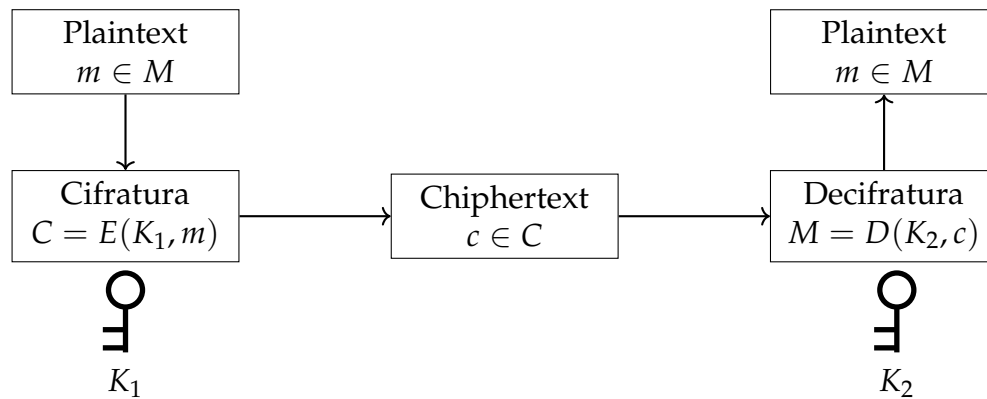 Plaintext
m ∈ M
Plaintext
m ∈ M
Cifratura
C = E(K₁, m)
Chiphertext
c ∈ C
Decifratura
M = D(K₂, c)
K₁
K₂